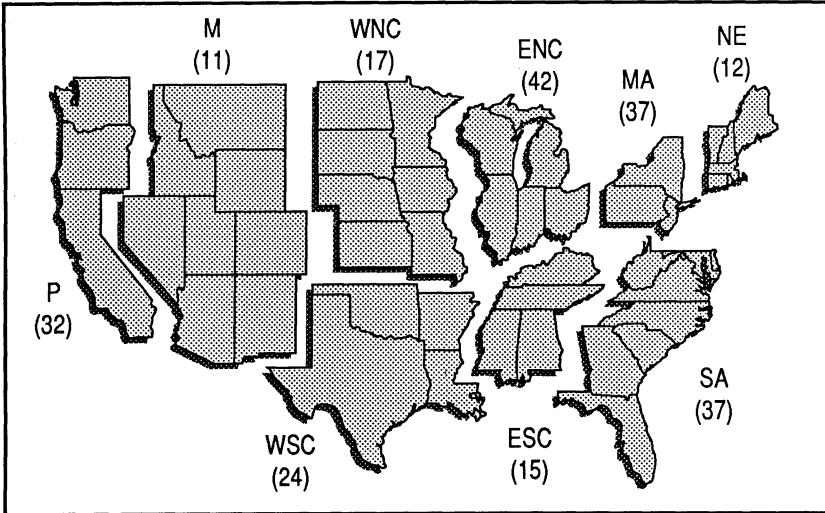 M
(11)
WNC
(17)
ENC
(42)
MA
(37)
NE
(12)
P
(32)
WSC
(24)
ESC
(15)
SA
(37)